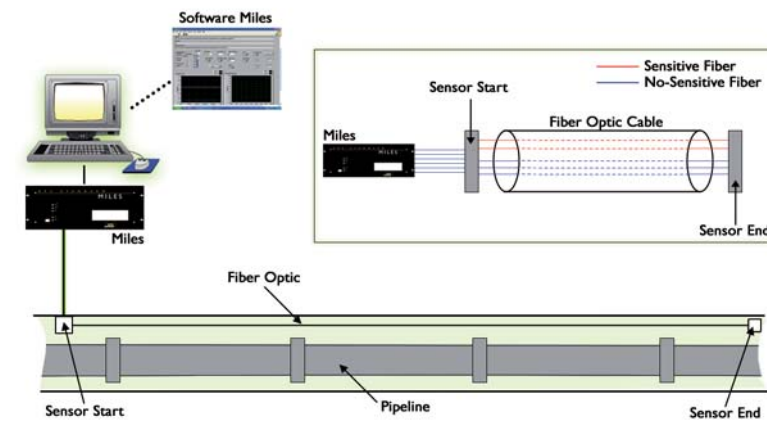 Software Miles
Sensitive Fiber
No-Sensitive Fiber
Sensor Start
Fiber Optic Cable
Miles
MILES
Sensor End
MILES
Miles
Fiber Optic
Sensor Start
Pipeline
Sensor End